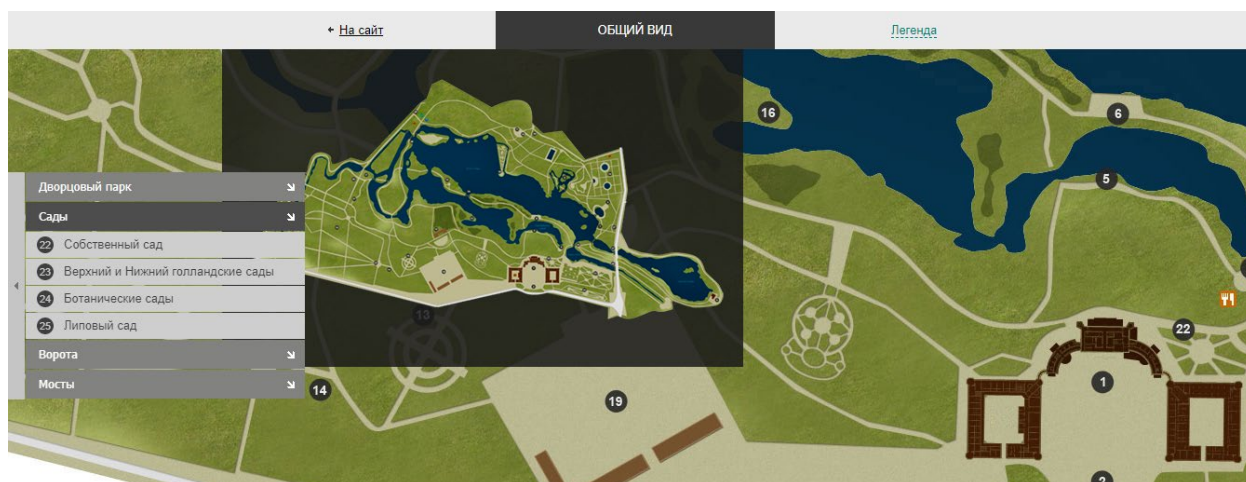 На сайт
ОБЩИЙ ВИД
Легенда
16
6
5
Дворцовый парк
Сады
22 Собственный сад
23 Верхний и Нижний голландские сады
24 Ботанические сады
25 Липовый сад
Ворота
Мосты
13
22
14
19
1
2